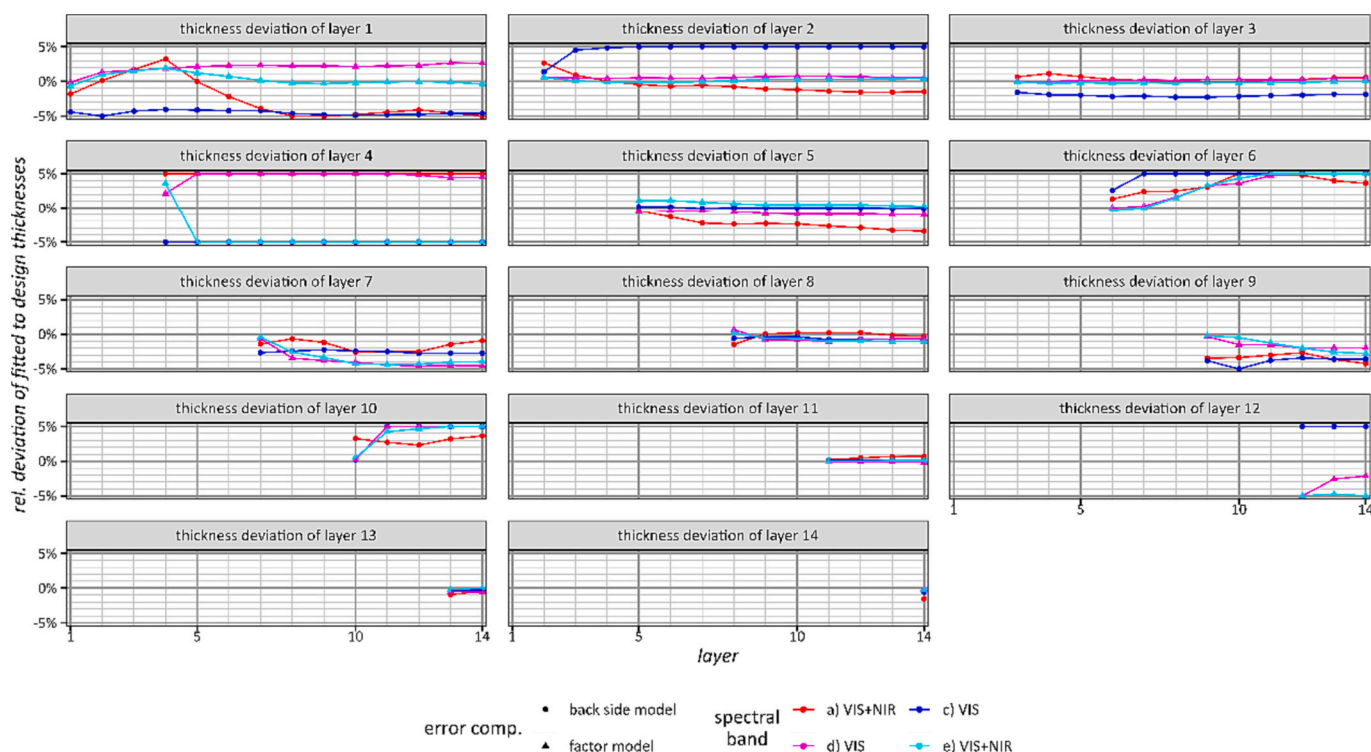 thickness deviation of layer 1
thickness deviation of layer 2
thickness deviation of layer 3
5%
0%
-5%
thickness deviation of layer 4
thickness deviation of layer 5
thickness deviation of layer 6
5%
0%
-5%
thickness deviation of layer 7
thickness deviation of layer 8
thickness deviation of layer 9
5%
0%
-5%
thickness deviation of layer 10
thickness deviation of layer 11
thickness deviation of layer 12
5%
0%
-5%
1 5 10 14
thickness deviation of layer 13
thickness deviation of layer 14
5%
0%
-5%
1 5 10 14
1 5 10 14
rel. deviation of fitted to design thicknesses
layer
error comp.
back side model
factor model
spectral band
a) VIS+NIR
c) VIS
d) VIS
e) VIS+NIR